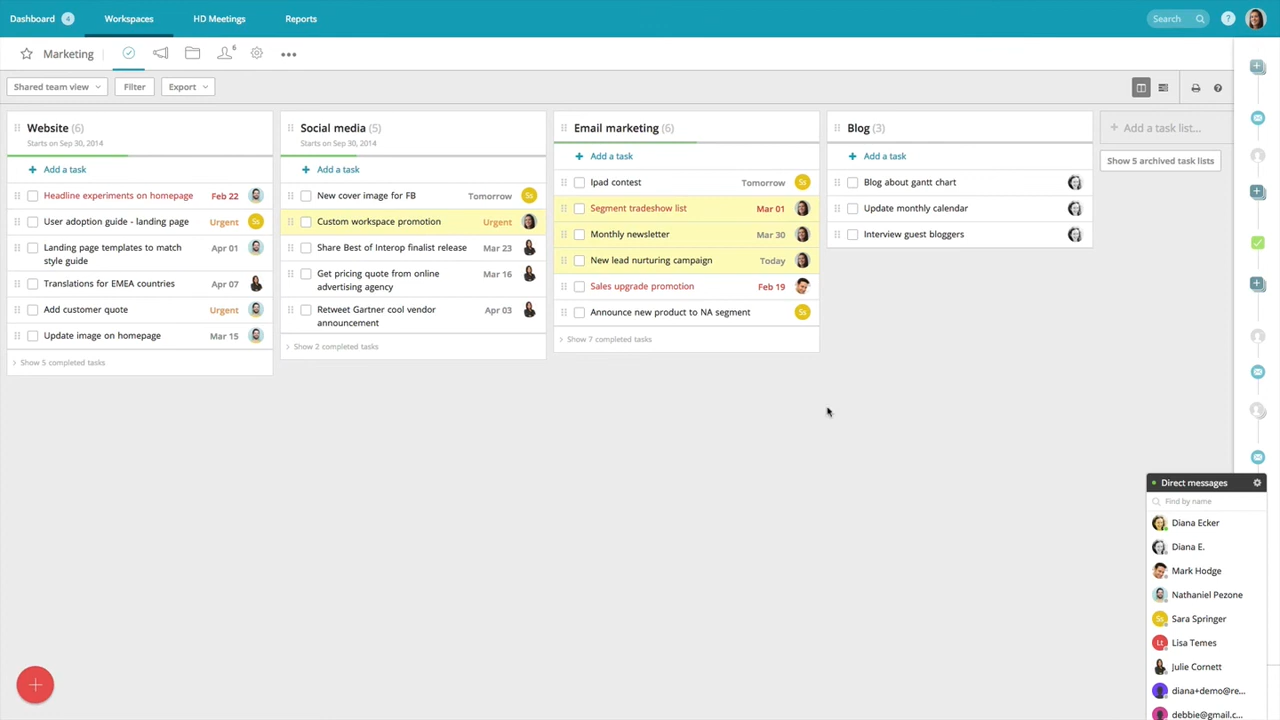 Dashboard 4 Workspaces HD Meetings Reports Search ?
Marketing 6
Shared team view Filter Export ?
Website (6)
Starts on Sep 30, 2014
+ Add a task
Headline experiments on homepage Feb 22
User adoption guide - landing page Urgent Ss
Landing page templates to match
style guide Apr 01
Translations for EMEA countries Apr 07
Add customer quote Urgent
Update image on homepage Mar 15
> Show 5 completed tasks
Social media (5)
Starts on Sep 30, 2014
+ Add a task
New cover image for FB Tomorrow Ss
Custom workspace promotion Urgent
Share Best of Interop finalist release Mar 23
Get pricing quote from online
advertising agency Mar 16
Retweet Gartner cool vendor
announcement Apr 03
> Show 2 completed tasks
Email marketing (6)
+ Add a task
Ipad contest Tomorrow Ss
Segment tradeshow list Mar 01
Monthly newsletter Mar 30
New lead nurturing campaign Today
Sales upgrade promotion Feb 19
Announce new product to NA segment Ss
> Show 7 completed tasks
Blog (3)
+ Add a task
Blog about gantt chart
Update monthly calendar
Interview guest bloggers
+ Add a task list...
Show 5 archived task lists
Direct messages
Find by name
Diana Ecker
Diana E.
Mark Hodge
Nathaniel Pezone
Ss Sara Springer
Lt Lisa Temes
Julie Cornett
diana+demo@re...
debbie@gmail.c...